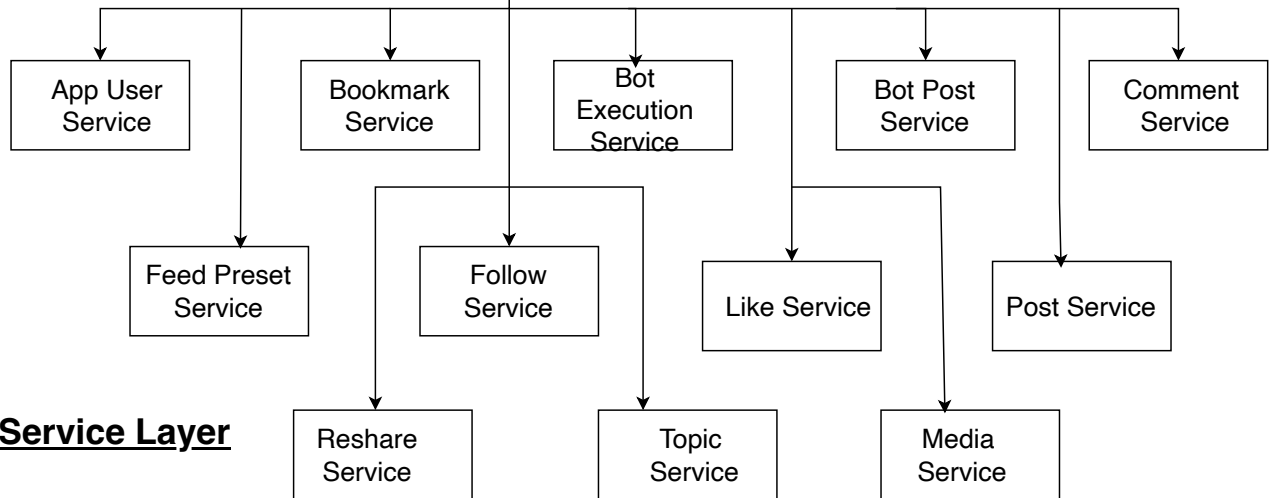 App User
Service
Bookmark
Service
Bot
Execution
Service
Bot Post
Service
Comment
Service
Feed Preset
Service
Follow
Service
Like Service
Post Service
Service Layer
Reshare
Service
Topic
Service
Media
Service